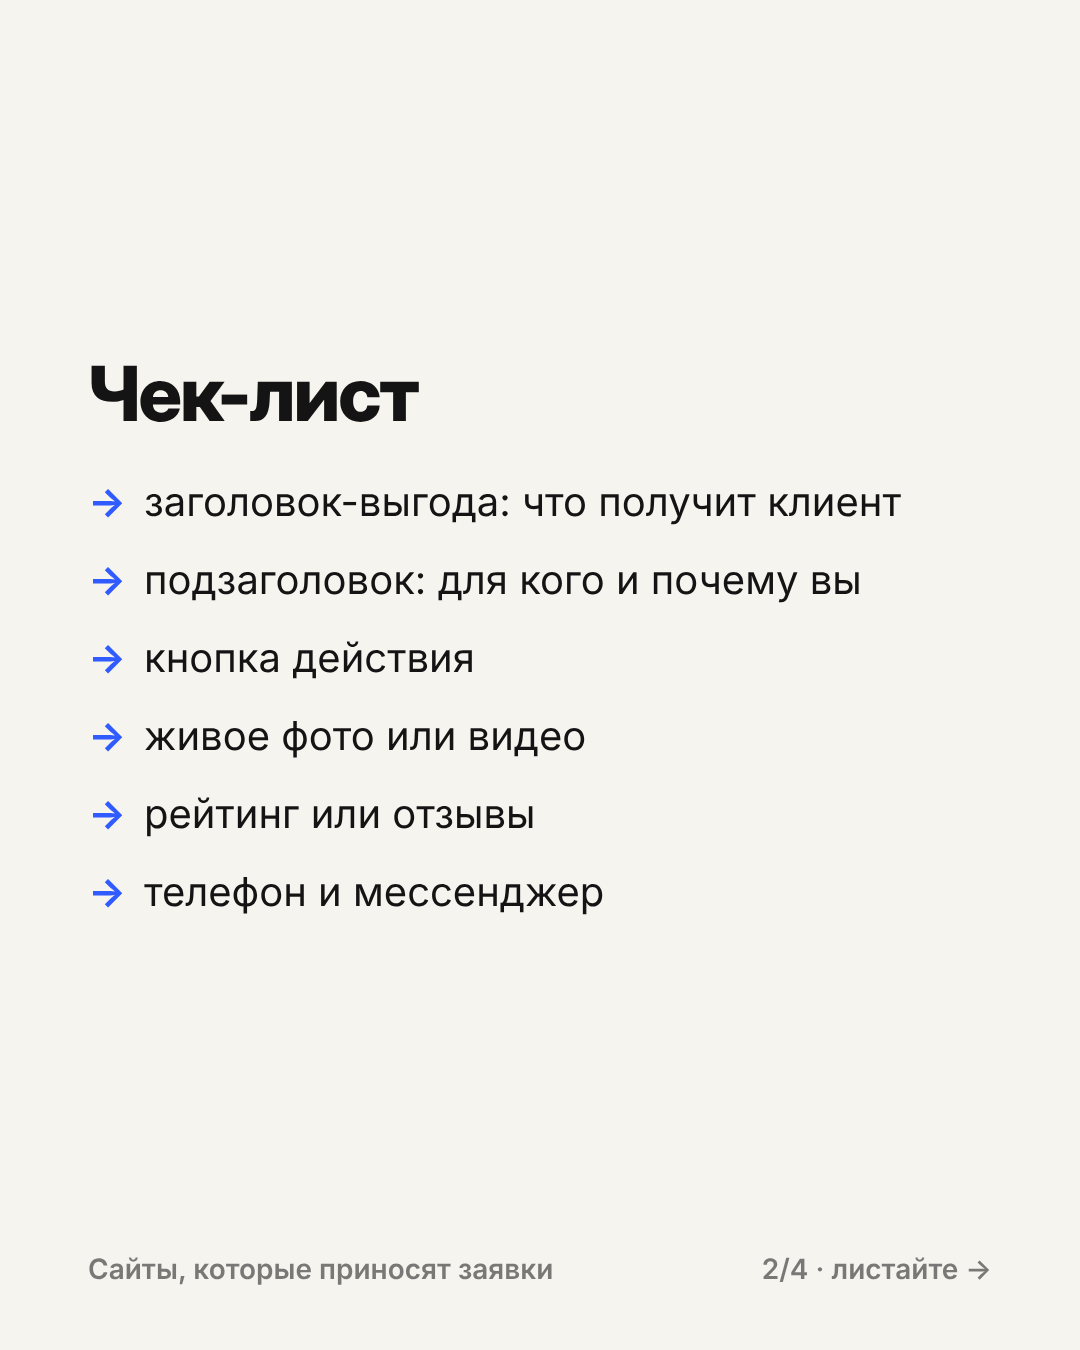 Чек-лист
→ заголовок-выгода: что получит клиент
→ подзаголовок: для кого и почему вы
→ кнопка действия
→ живое фото или видео
→ рейтинг или отзывы
→ телефон и мессенджер
Сайты, которые приносят заявки
2/4 · листайте →